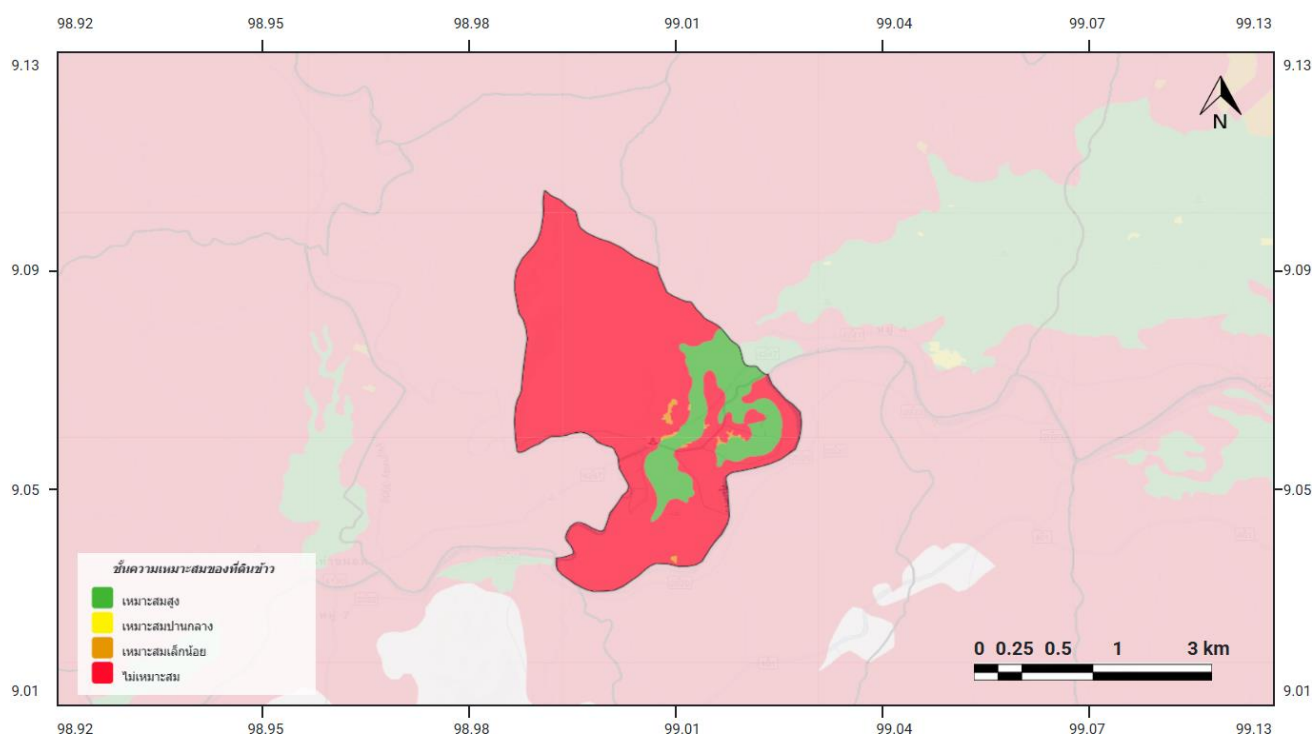 98.92 98.95 98.98 99.01 99.04 99.07 99.13
9.13 9.13
N
9.09 9.09
9.05 9.05
ชั้นความเหมาะสมของที่ดินข้าว
เหมาะสมสูง
เหมาะสมปานกลาง
เหมาะสมเล็กน้อย
ไม่เหมาะสม
0 0.25 0.5 1 3 km
9.01 9.01
98.92 98.95 98.98 99.01 99.04 99.07 99.13